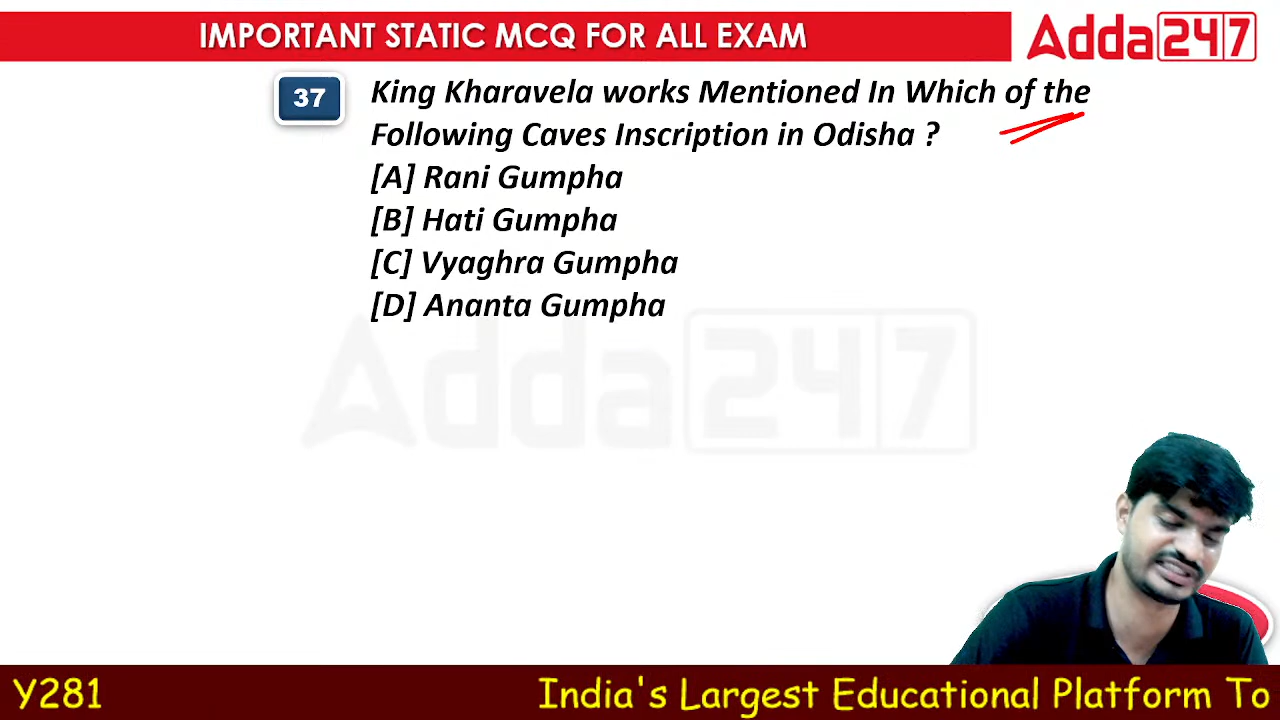 IMPORTANT STATIC MCQ FOR ALL EXAM
Adda247
37
King Kharavela works Mentioned In Which of the
Following Caves Inscription in Odisha ?
[A] Rani Gumpha
[B] Hati Gumpha
[C] Vyaghra Gumpha
[D] Ananta Gumpha
Adda247
Y281
India's Largest Educational Platform To